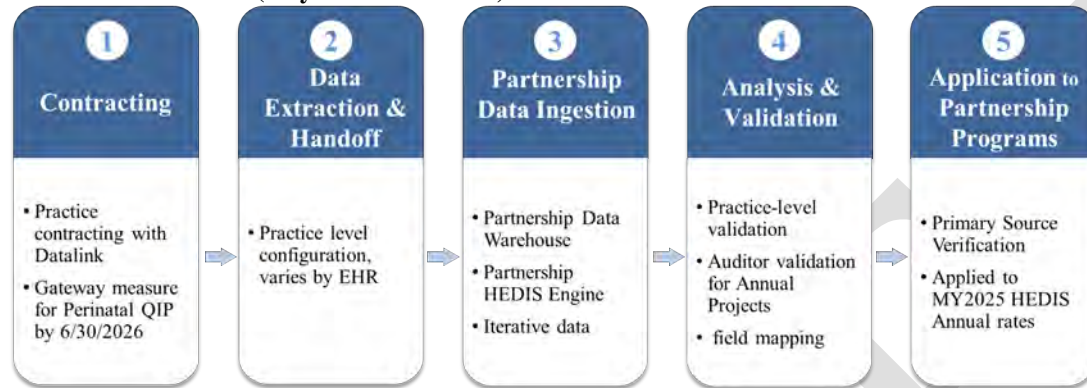 1
Contracting
• Practice
contracting with
Datalink
• Gateway measure
for Perinatal QIP
by 6/30/2026
2
Data
Extraction &
Handoff
• Practice level
configuration,
varies by EHR
3
Partnership
Data Ingestion
• Partnership Data
Warehouse
• Partnership
HEDIS Engine
• Iterative data
4
Analysis &
Validation
• Practice-level
validation
• Auditor validation
for Annual
Projects
• field mapping
5
Application to
Partnership
Programs
• Primary Source
Verification
• Applied to
MY2025 HEDIS
Annual rates